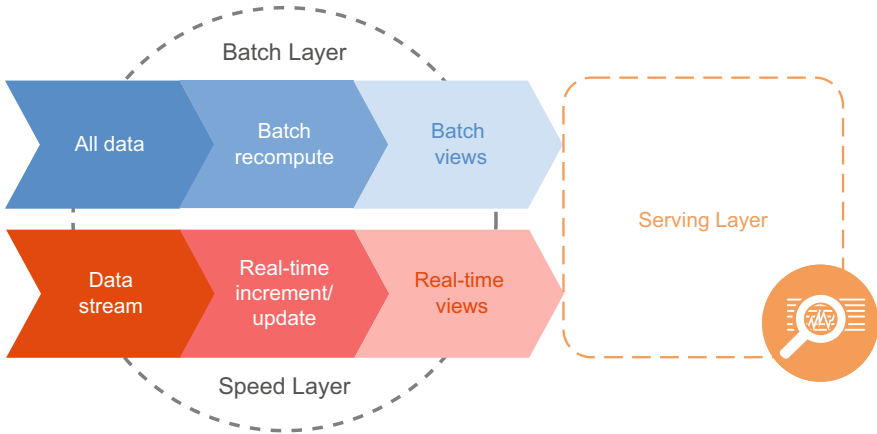 Batch Layer
All data
Batch
recompute
Batch
views
Serving Layer
Data
stream
Real-time
increment/
update
Real-time
views
Speed Layer